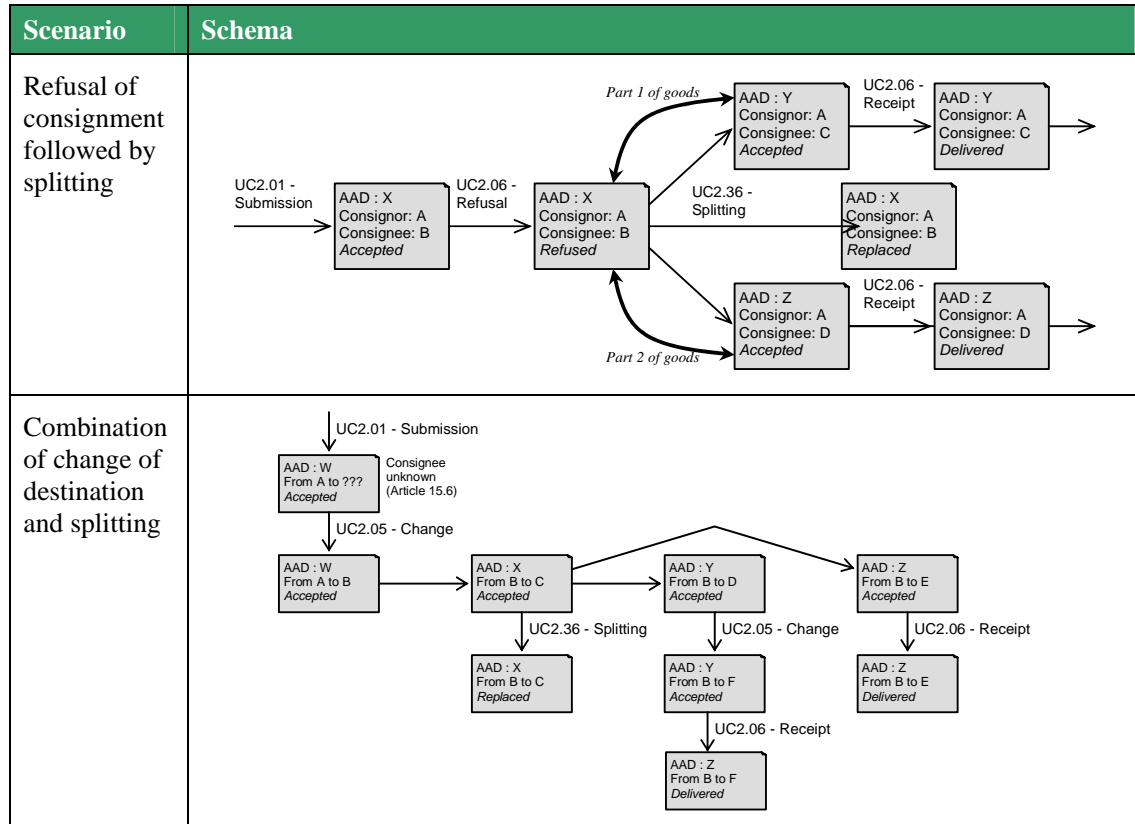 Scenario
Schema
Refusal of
consignment
followed by
splitting
Part 1 of goods
AAD : Y
Consignor: A
Consignee: C
Accepted
UC2.06 -
Receipt
AAD : Y
Consignor: A
Consignee: C
Delivered
UC2.01 -
Submission
AAD : X
Consignor: A
Consignee: B
Accepted
UC2.06 -
Refusal
AAD : X
Consignor: A
Consignee: B
Refused
UC2.36 -
Splitting
AAD : X
Consignor: A
Consignee: B
Replaced
AAD : Z
Consignor: A
Consignee: D
Accepted
UC2.06 -
Receipt
AAD : Z
Consignor: A
Consignee: D
Delivered
Part 2 of goods
Combination
of change of
destination
and splitting
UC2.01 - Submission
AAD : W
From A to ???
Accepted
Consignee
unknown
(Article 15.6)
UC2.05 - Change
AAD : W
From A to B
Accepted
AAD : X
From B to C
Accepted
AAD : Y
From B to D
Accepted
AAD : Z
From B to E
Accepted
UC2.36 - Splitting
UC2.05 - Change
UC2.06 - Receipt
AAD : X
From B to C
Replaced
AAD : Y
From B to F
Accepted
AAD : Z
From B to E
Delivered
UC2.06 - Receipt
AAD : Z
From B to F
Delivered